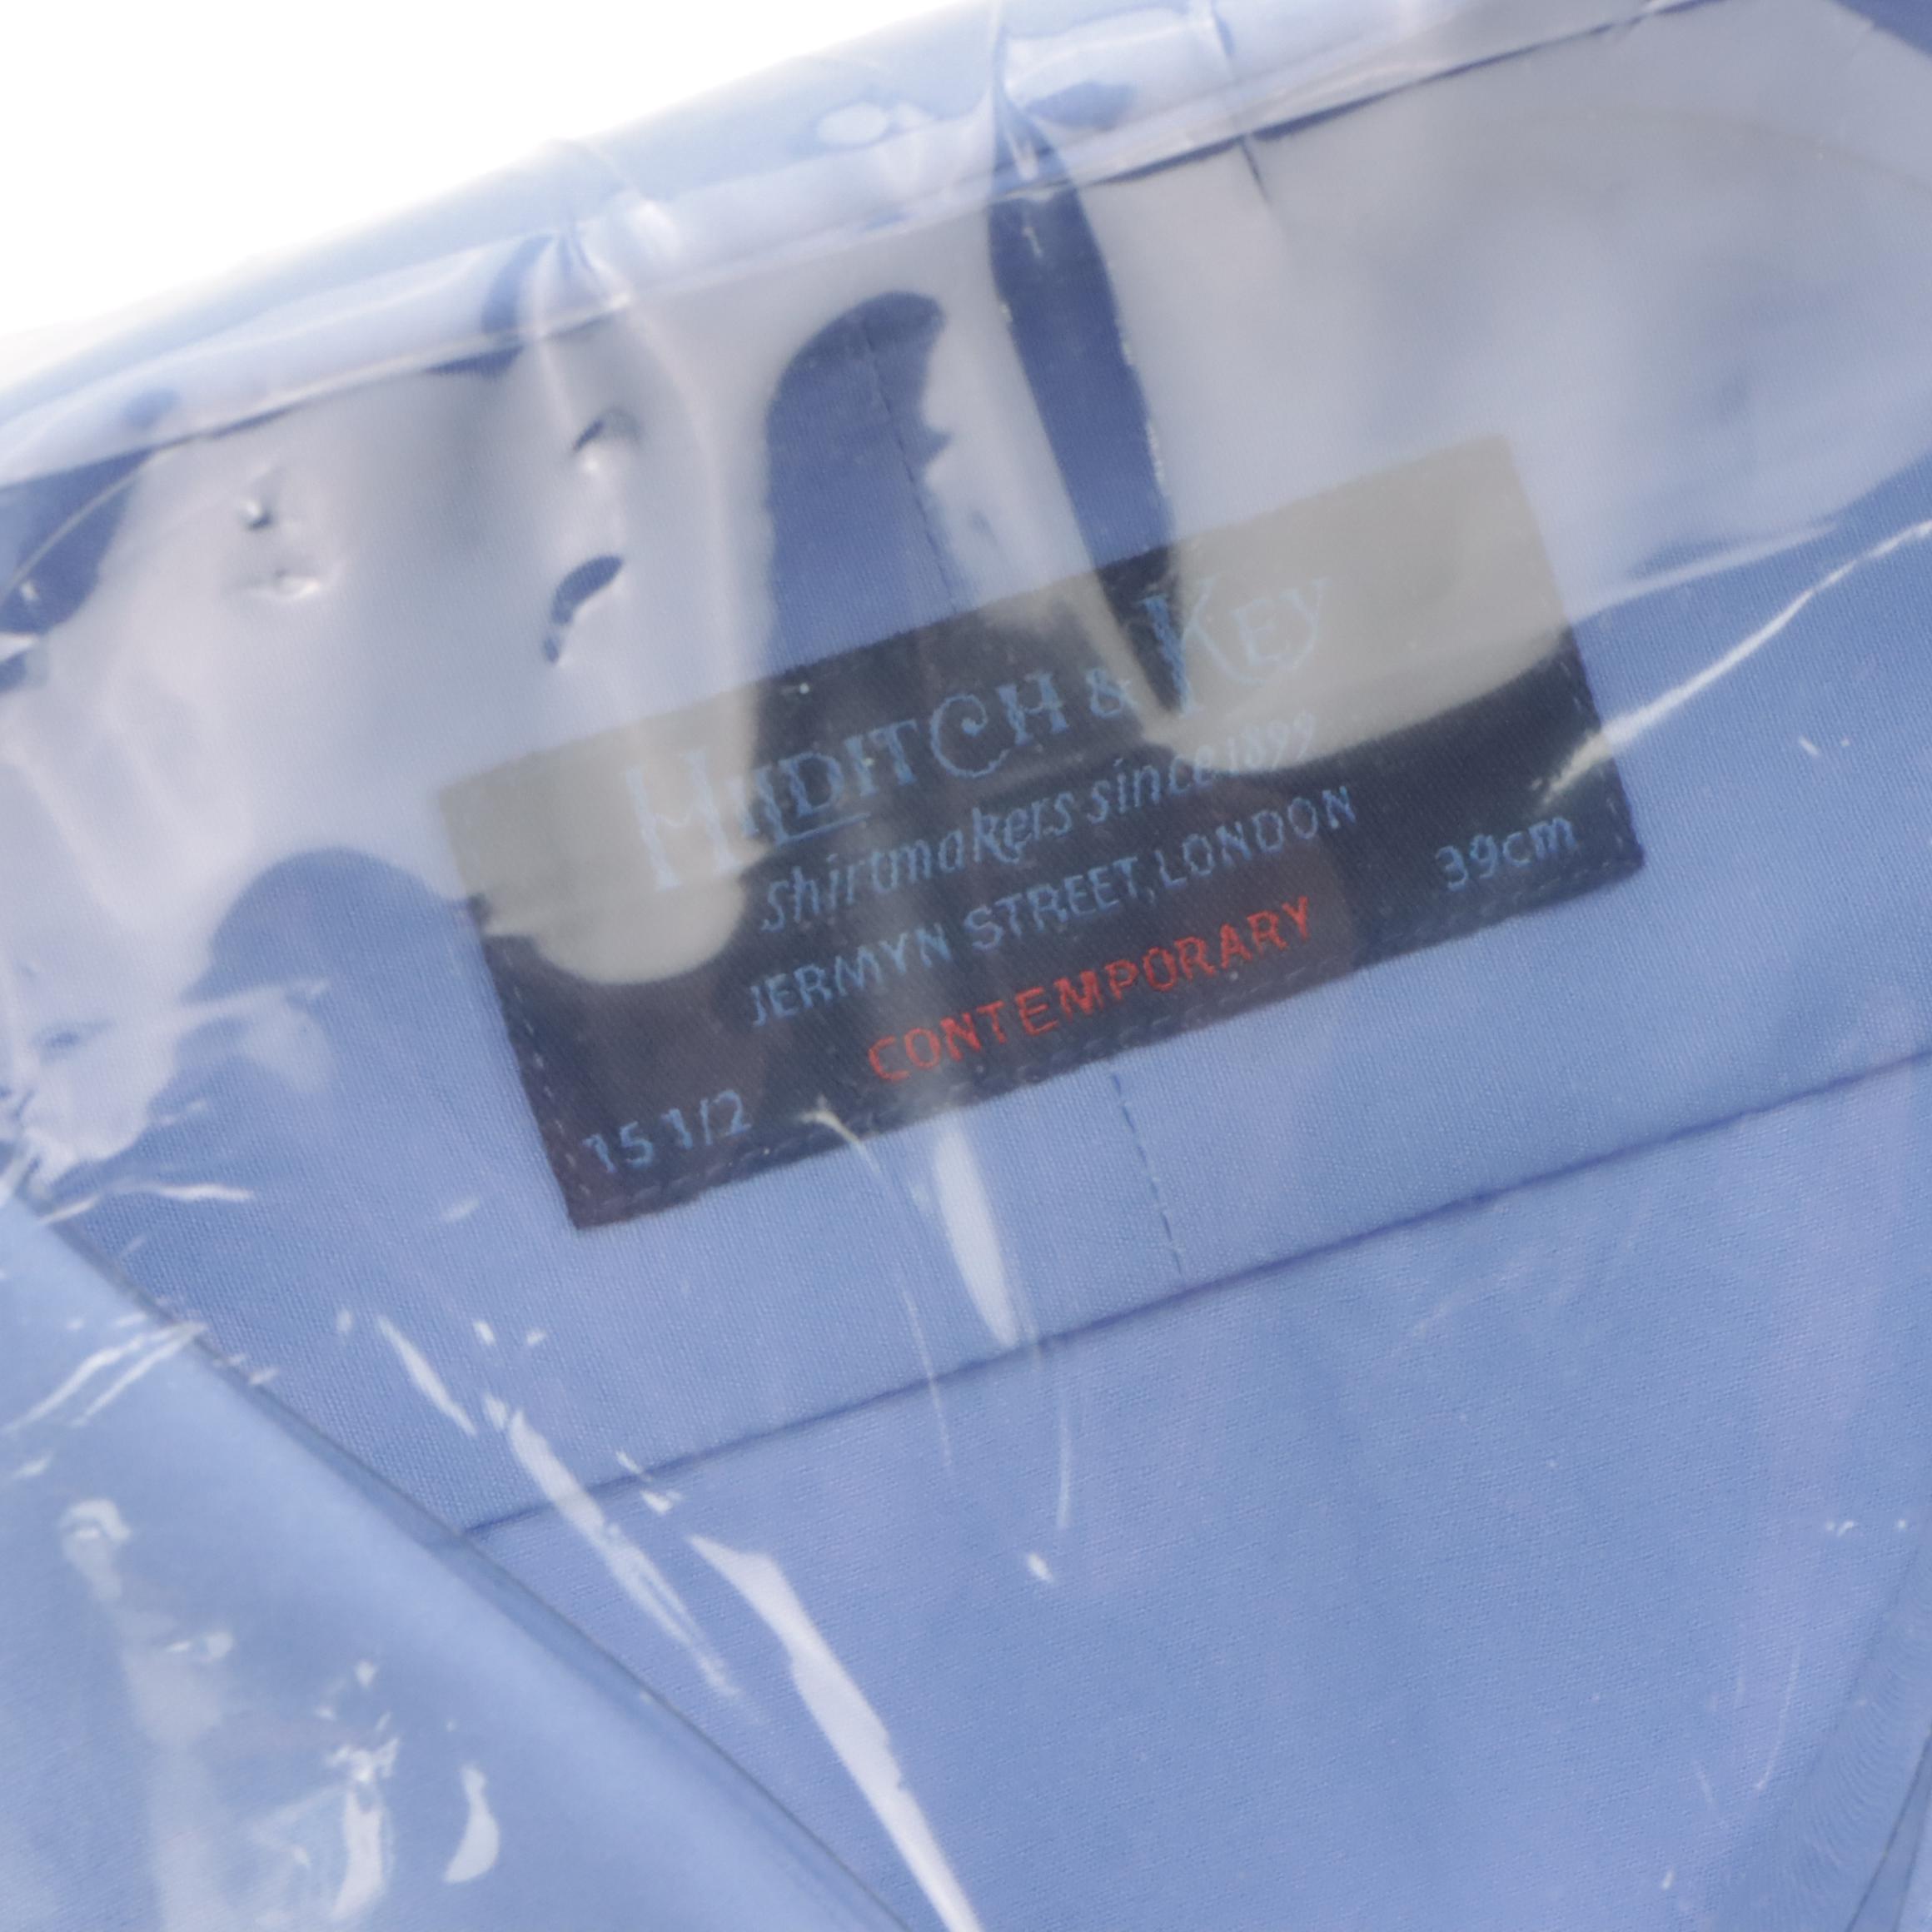 HILDITCH & KEY
Shirtmakers since 1899
JERMYN STREET, LONDON
CONTEMPORARY
15 1/2 39cm